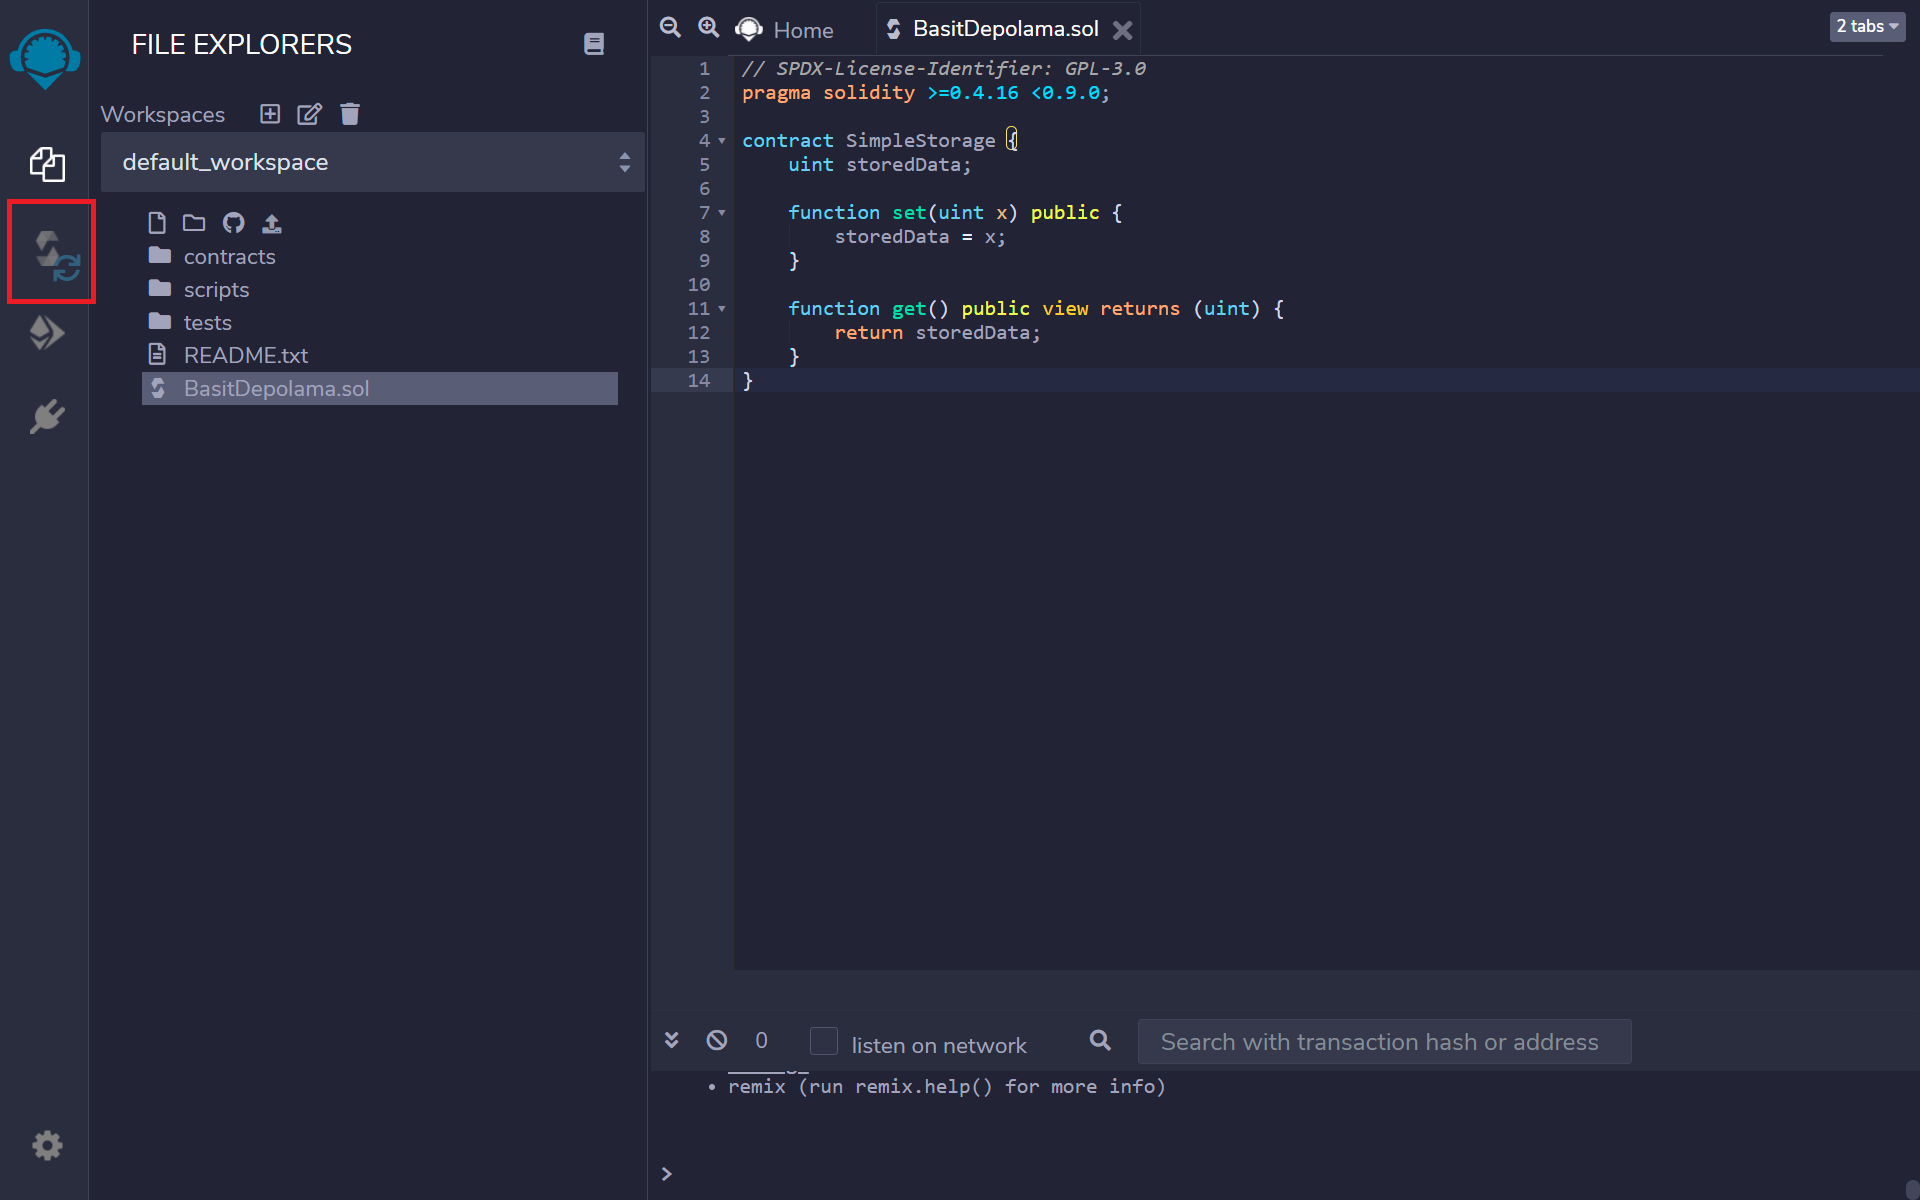 FILE EXPLORERS
Workspaces
default_workspace
contracts
scripts
tests
README.txt
BasitDepolama.sol
Home
BasitDepolama.sol
2 tabs
1 // SPDX-License-Identifier: GPL-3.0
2 pragma solidity >=0.4.16 <0.9.0;
3
4 contract SimpleStorage {
5 uint storedData;
6
7 function set(uint x) public {
8 storedData = x;
9 }
10
11 function get() public view returns (uint) {
12 return storedData;
13 }
14 }
0
listen on network
Search with transaction hash or address
• remix (run remix.help() for more info)
>